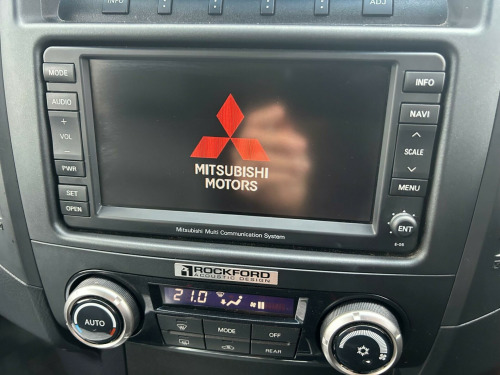 INFO
ADJ
MODE
AUDIO
+
VOL
−
PWR
SET
OPEN
MITSUBISHI
MOTORS
Mitsubishi Multi Communication System
INFO
NAVI
SCALE
MENU
ENT
E-05
ROCKFORD
ACOUSTIC DESIGN
21.0
AUTO
MODE
OFF
REAR